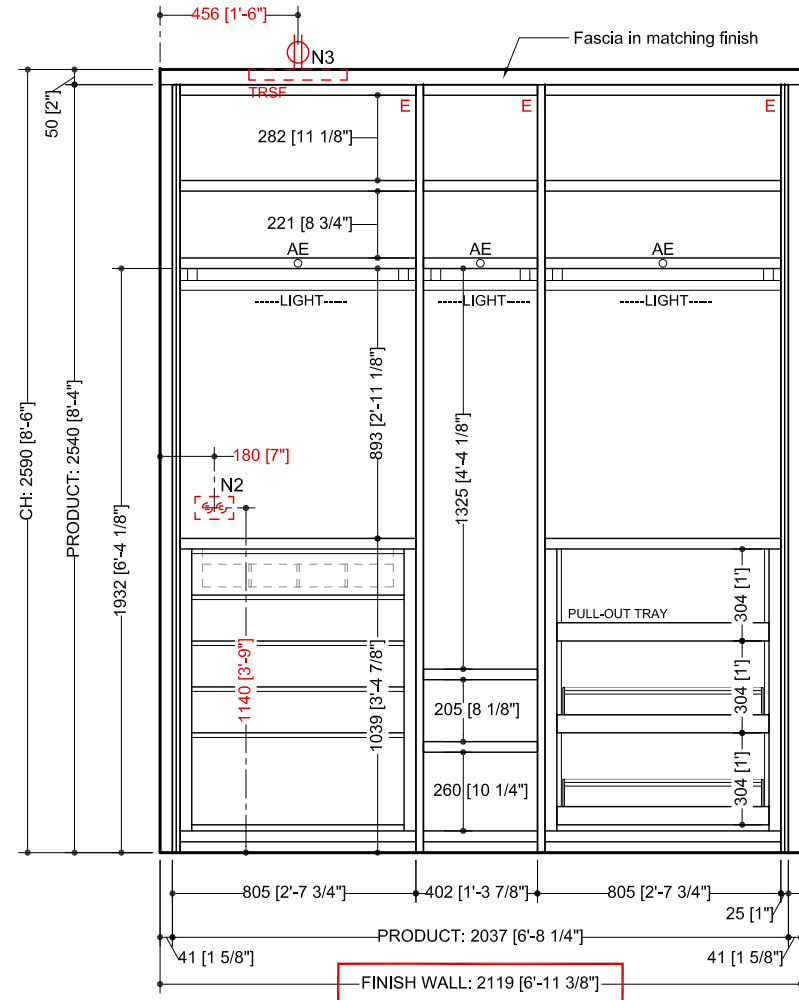 456 [1'-6"]
N3
Fascia in matching finish
50 [2"]
TRSF
E
E
E
282 [11 1/8"]
221 [8 3/4"]
AE
AE
AE
-----LIGHT----
-----LIGHT----
-----LIGHT----
CH: 2590 [8'-6"]
PRODUCT: 2540 [8'-4"]
1932 [6'-4 1/8"]
893 [2'-11 1/8"]
1325 [4'-4 1/8"]
180 [7"]
N2
1140 [3'-9"]
1039 [3'-4 7/8"]
PULL-OUT TRAY
304 [1']
304 [1']
304 [1']
205 [8 1/8"]
260 [10 1/4"]
805 [2'-7 3/4"]
402 [1'-3 7/8"]
805 [2'-7 3/4"]
25 [1"]
PRODUCT: 2037 [6'-8 1/4"]
41 [1 5/8"]
41 [1 5/8"]
FINISH WALL: 2119 [6'-11 3/8"]